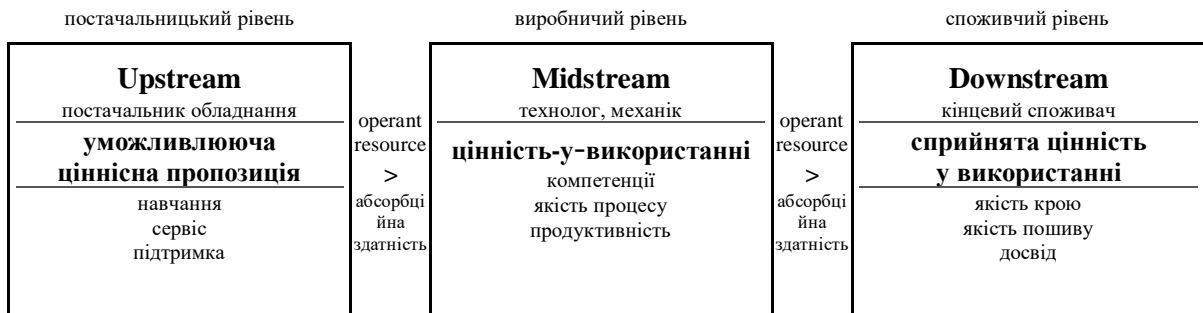 постачальницький рівень
виробничий рівень
споживчий рівень
Upstream
постачальник обладнання
уможливлююча
ціннісна пропозиція
навчання
сервіс
підтримка
operant
resource
>
абсорбці
йна
здатність
Midstream
технолог, механік
цінність-у-використанні
компетенції
якість процесу
продуктивність
operant
resource
>
абсорбці
йна
здатність
Downstream
кінцевий споживач
сприйнята цінність
у використанні
якість крою
якість пошиву
досвід